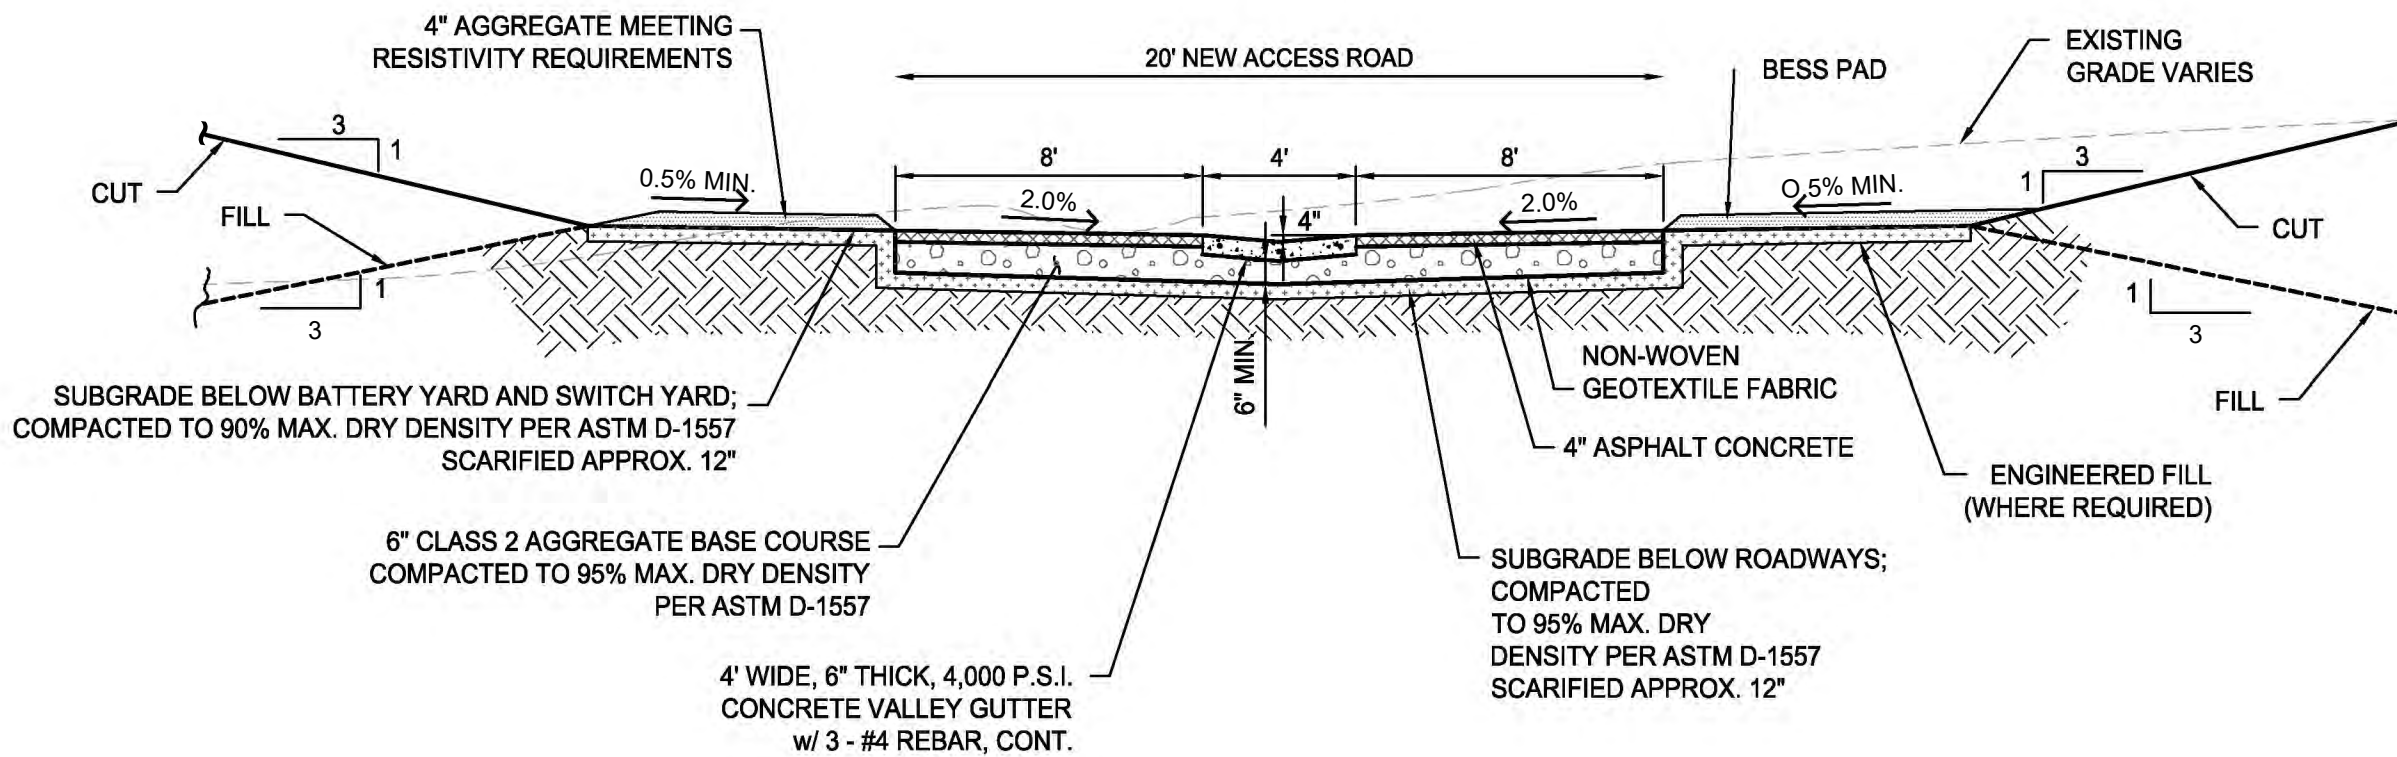 4" AGGREGATE MEETING
RESISTIVITY REQUIREMENTS
20' NEW ACCESS ROAD
BESS PAD
EXISTING
GRADE VARIES
3
1
CUT
FILL
0.5% MIN.
8'
4'
8'
2.0%
4"
2.0%
O.5% MIN.
3
1
CUT
1
3
1
3
FILL
6" MIN.
NON-WOVEN
GEOTEXTILE FABRIC
4" ASPHALT CONCRETE
SUBGRADE BELOW BATTERY YARD AND SWITCH YARD;
COMPACTED TO 90% MAX. DRY DENSITY PER ASTM D-1557
SCARIFIED APPROX. 12"
ENGINEERED FILL
(WHERE REQUIRED)
6" CLASS 2 AGGREGATE BASE COURSE
COMPACTED TO 95% MAX. DRY DENSITY
PER ASTM D-1557
SUBGRADE BELOW ROADWAYS;
COMPACTED
TO 95% MAX. DRY
DENSITY PER ASTM D-1557
SCARIFIED APPROX. 12"
4' WIDE, 6" THICK, 4,000 P.S.I.
CONCRETE VALLEY GUTTER
w/ 3 - #4 REBAR, CONT.